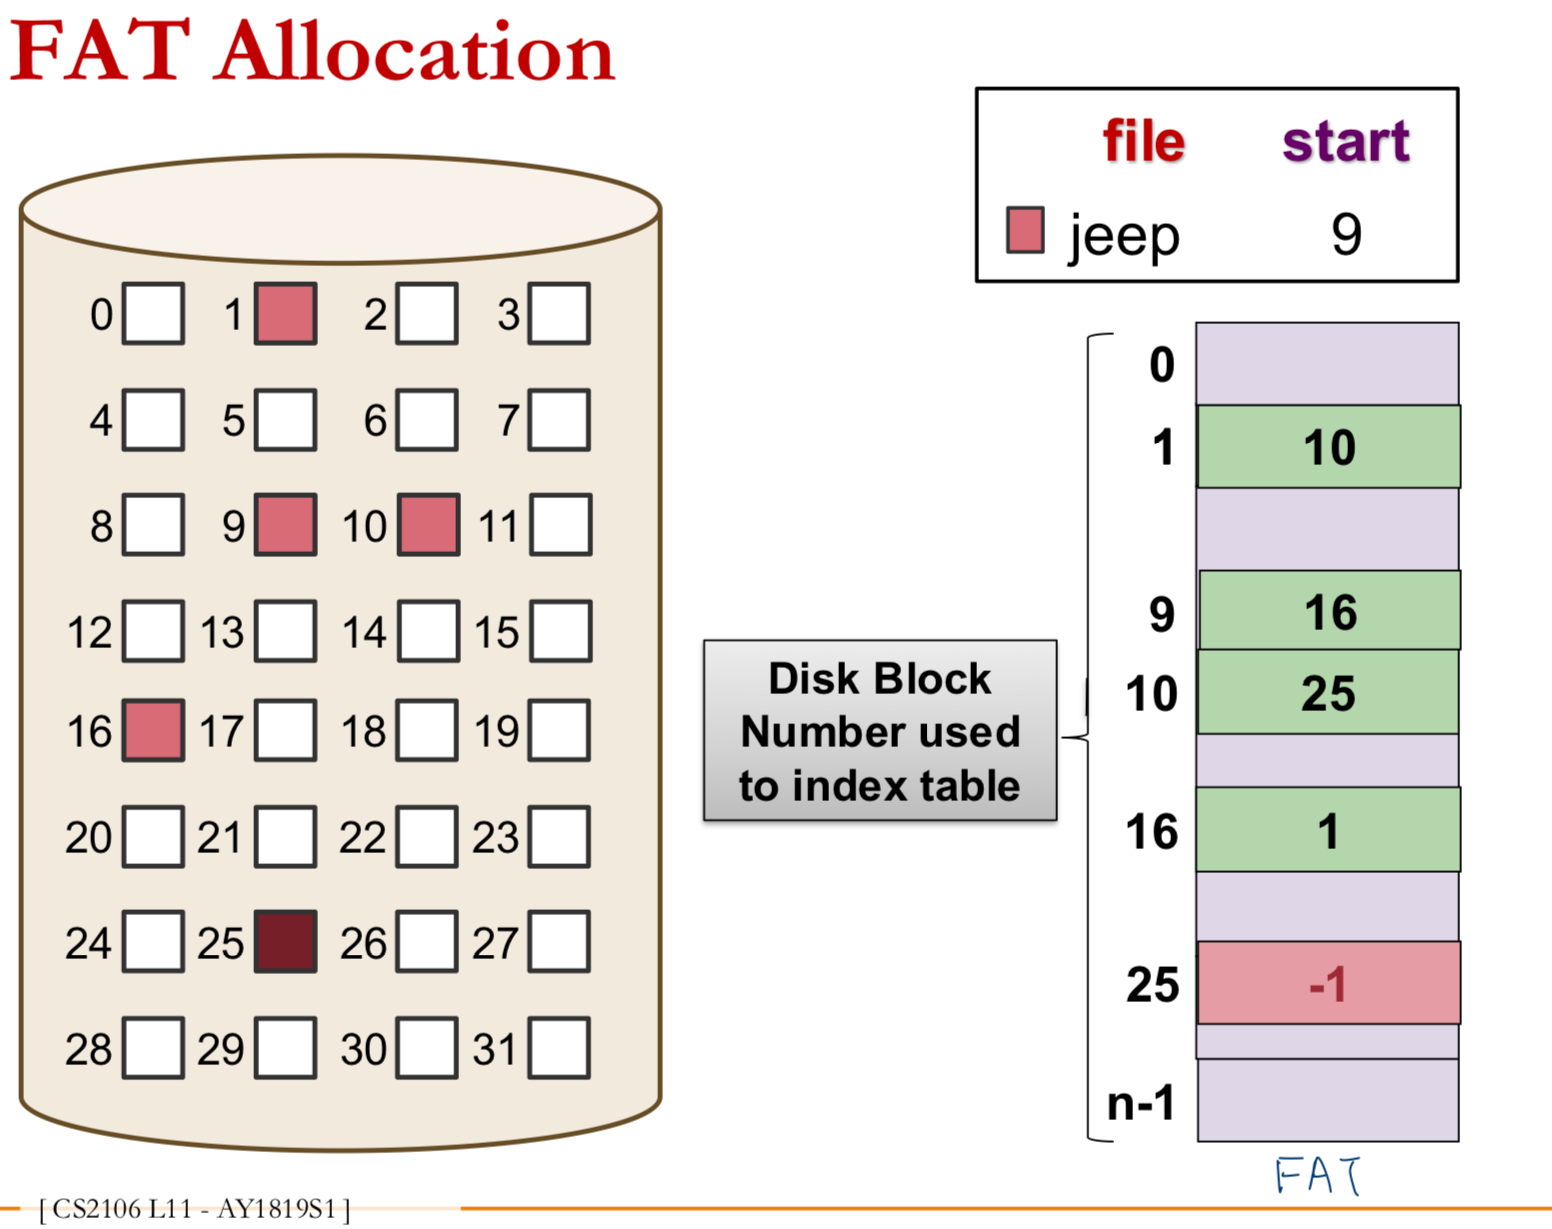 FAT Allocation
file start
jeep 9
0 1 2 3
4 5 6 7
8 9 10 11
12 13 14 15
16 17 18 19
20 21 22 23
24 25 26 27
28 29 30 31
Disk Block
Number used
to index table
0
1 10
9 16
10 25
16 1
25 -1
n-1
FAT
[ CS2106 L11 - AY1819S1 ]